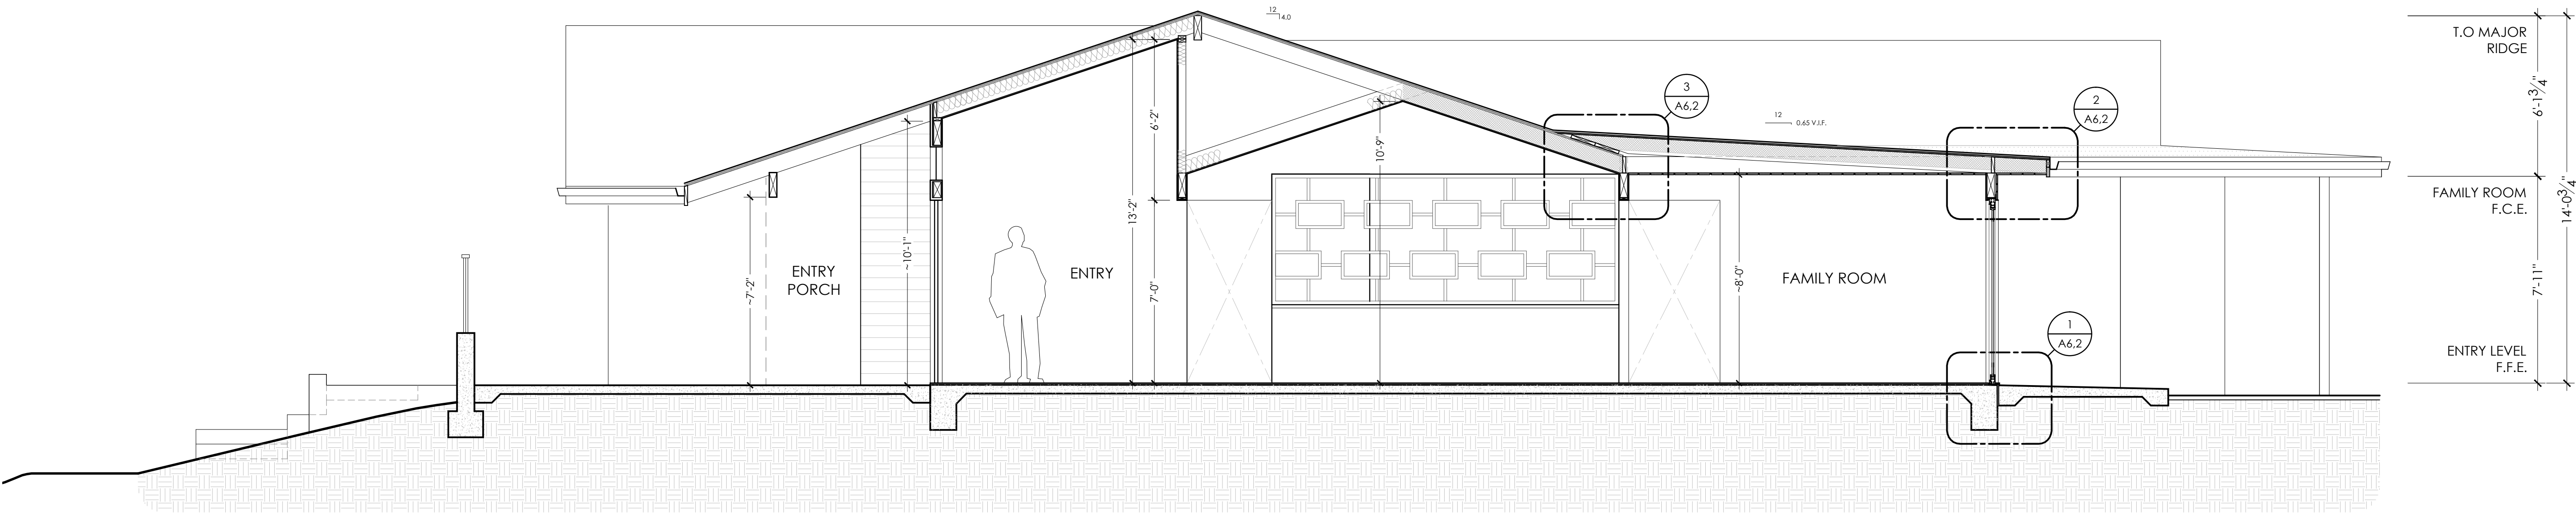 12
4.0
T.O MAJOR
RIDGE
6'-1 3/4"
3
A6,2
2
A6,2
12
0.65 V.I.F.
6'-2"
10'-9"
13'-2"
~10'-1"
14'-0 3/4"
FAMILY ROOM
F.C.E.
ENTRY
PORCH
ENTRY
FAMILY ROOM
~7'-2"
7'-0"
~8'-0"
7'-11"
1
A6,2
ENTRY LEVEL
F.F.E.